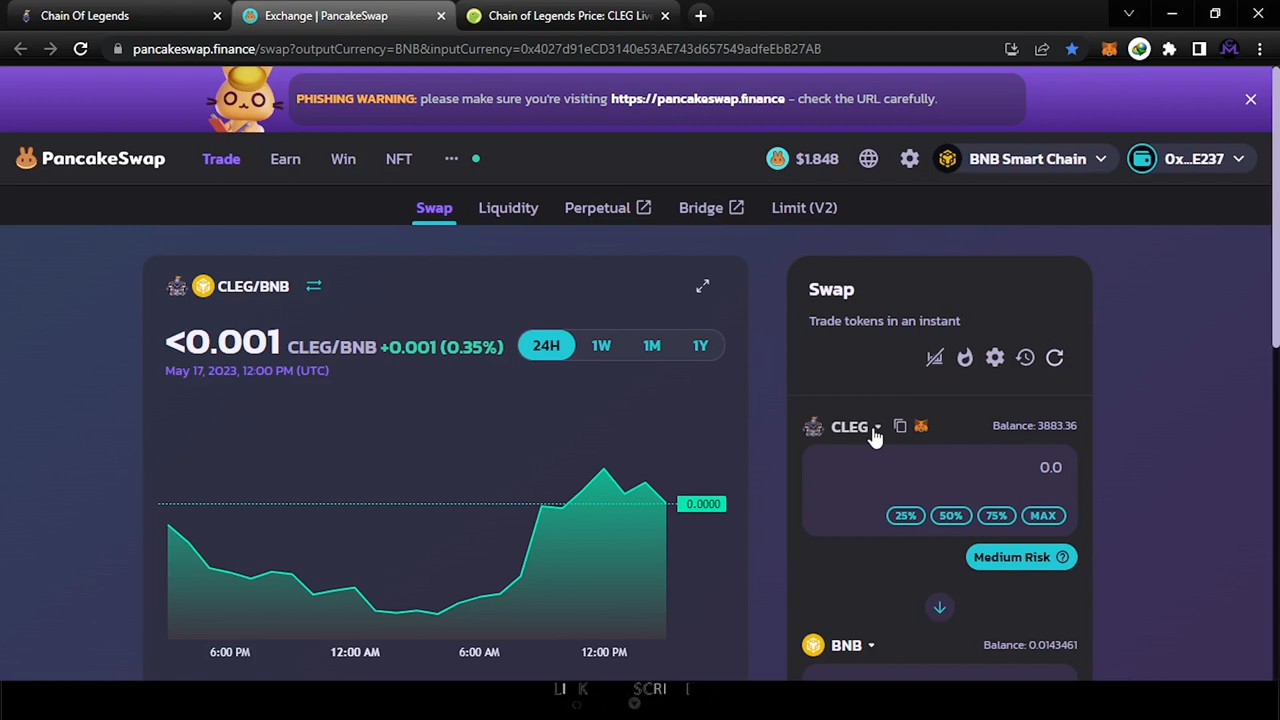 Chain Of Legends
Exchange | PancakeSwap
Chain of Legends Price: CLEG Liv
pancakeswap.finance/swap?outputCurrency=BNB&inputCurrency=0x4027d91eCD3140e53AE743d657549adfeEbB27AB
PHISHING WARNING: please make sure you're visiting https://pancakeswap.finance - check the URL carefully.
PancakeSwap
Trade
Earn
Win
NFT
$1.848
BNB Smart Chain
0x...E237
Swap
Liquidity
Perpetual
Bridge
Limit (V2)
CLEG/BNB
<0.001 CLEG/BNB +0.001 (0.35%)
24H
1W
1M
1Y
May 17, 2023, 12:00 PM (UTC)
0.0000
6:00 PM
12:00 AM
6:00 AM
12:00 PM
Swap
Trade tokens in an instant
CLEG
Balance: 3883.36
0.0
25%
50%
75%
MAX
Medium Risk
BNB
Balance: 0.0143461